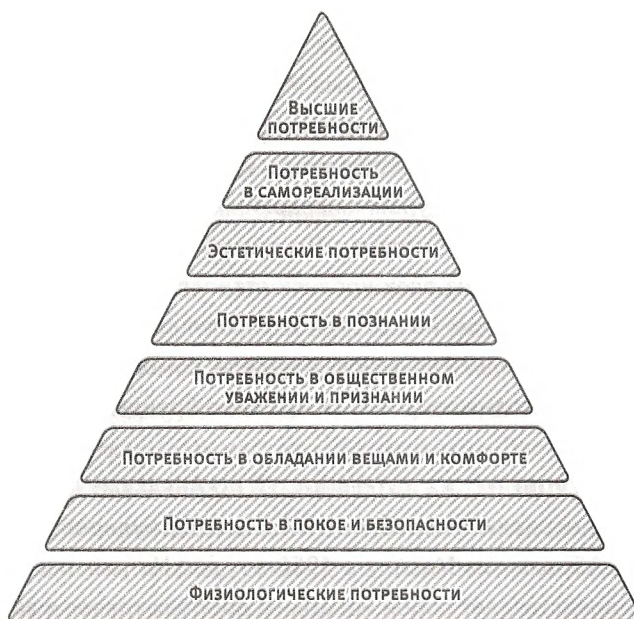 Высшие
потребности
Потребность
в самореализации
Эстетические потребности
Потребность в познании
Потребность в общественном
уважении и признании
Потребность в обладании вещами и комфорте
Потребность в покое и безопасности
Физиологические потребности